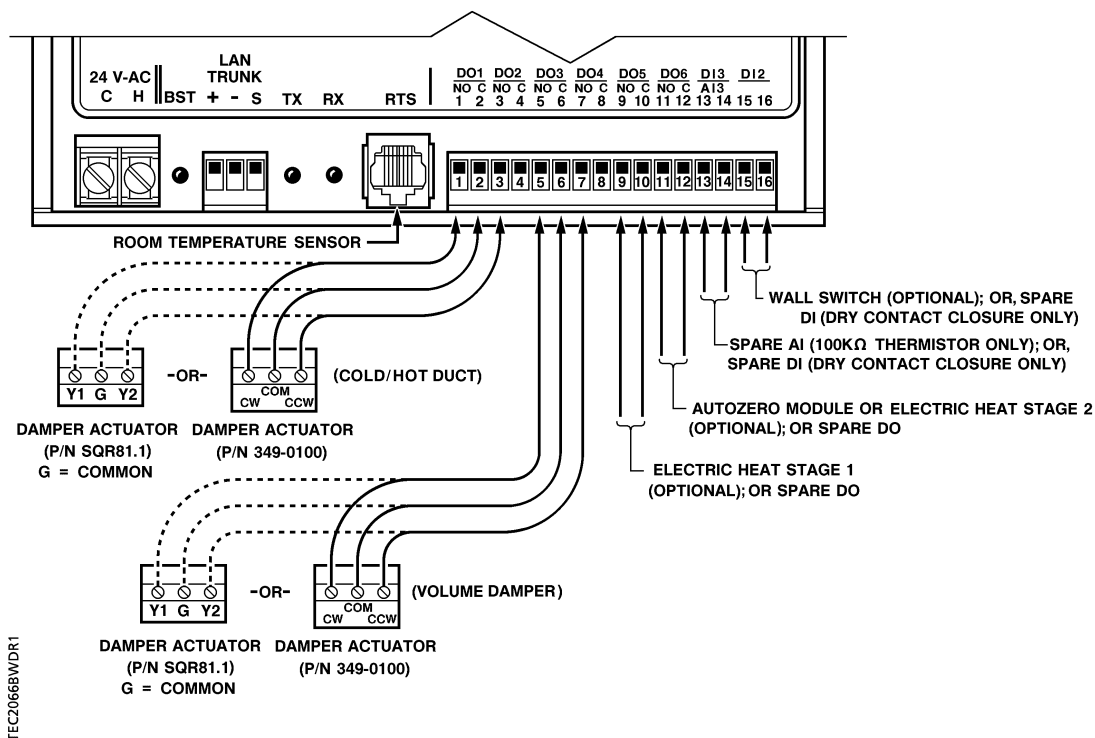 LAN
24 V-AC TRUNK
C H BST + - S TX RX RTS
DO1 DO2 DO3 DO4 DO5 DO6 DI3 DI2
NO C NO C NO C NO C NO C NO C AI3
1 2 3 4 5 6 7 8 9 10 11 12 13 14 15 16
1 2 3 4 5 6 7 8 9 10 11 12 13 14 15 16
ROOM TEMPERATURE SENSOR
WALL SWITCH (OPTIONAL); OR, SPARE
DI (DRY CONTACT CLOSURE ONLY)
SPARE AI (100KΩ THERMISTOR ONLY); OR,
SPARE DI (DRY CONTACT CLOSURE ONLY)
AUTOZERO MODULE OR ELECTRIC HEAT STAGE 2
(OPTIONAL); OR SPARE DO
ELECTRIC HEAT STAGE 1
(OPTIONAL); OR SPARE DO
Y1 G Y2
-OR-
COM
CW CCW
(COLD/HOT DUCT)
DAMPER ACTUATOR
(P/N SQR81.1)
G = COMMON
DAMPER ACTUATOR
(P/N 349-0100)
Y1 G Y2
-OR-
COM
CW CCW
(VOLUME DAMPER)
DAMPER ACTUATOR
(P/N SQR81.1)
G = COMMON
DAMPER ACTUATOR
(P/N 349-0100)
TEC2066BWDR1